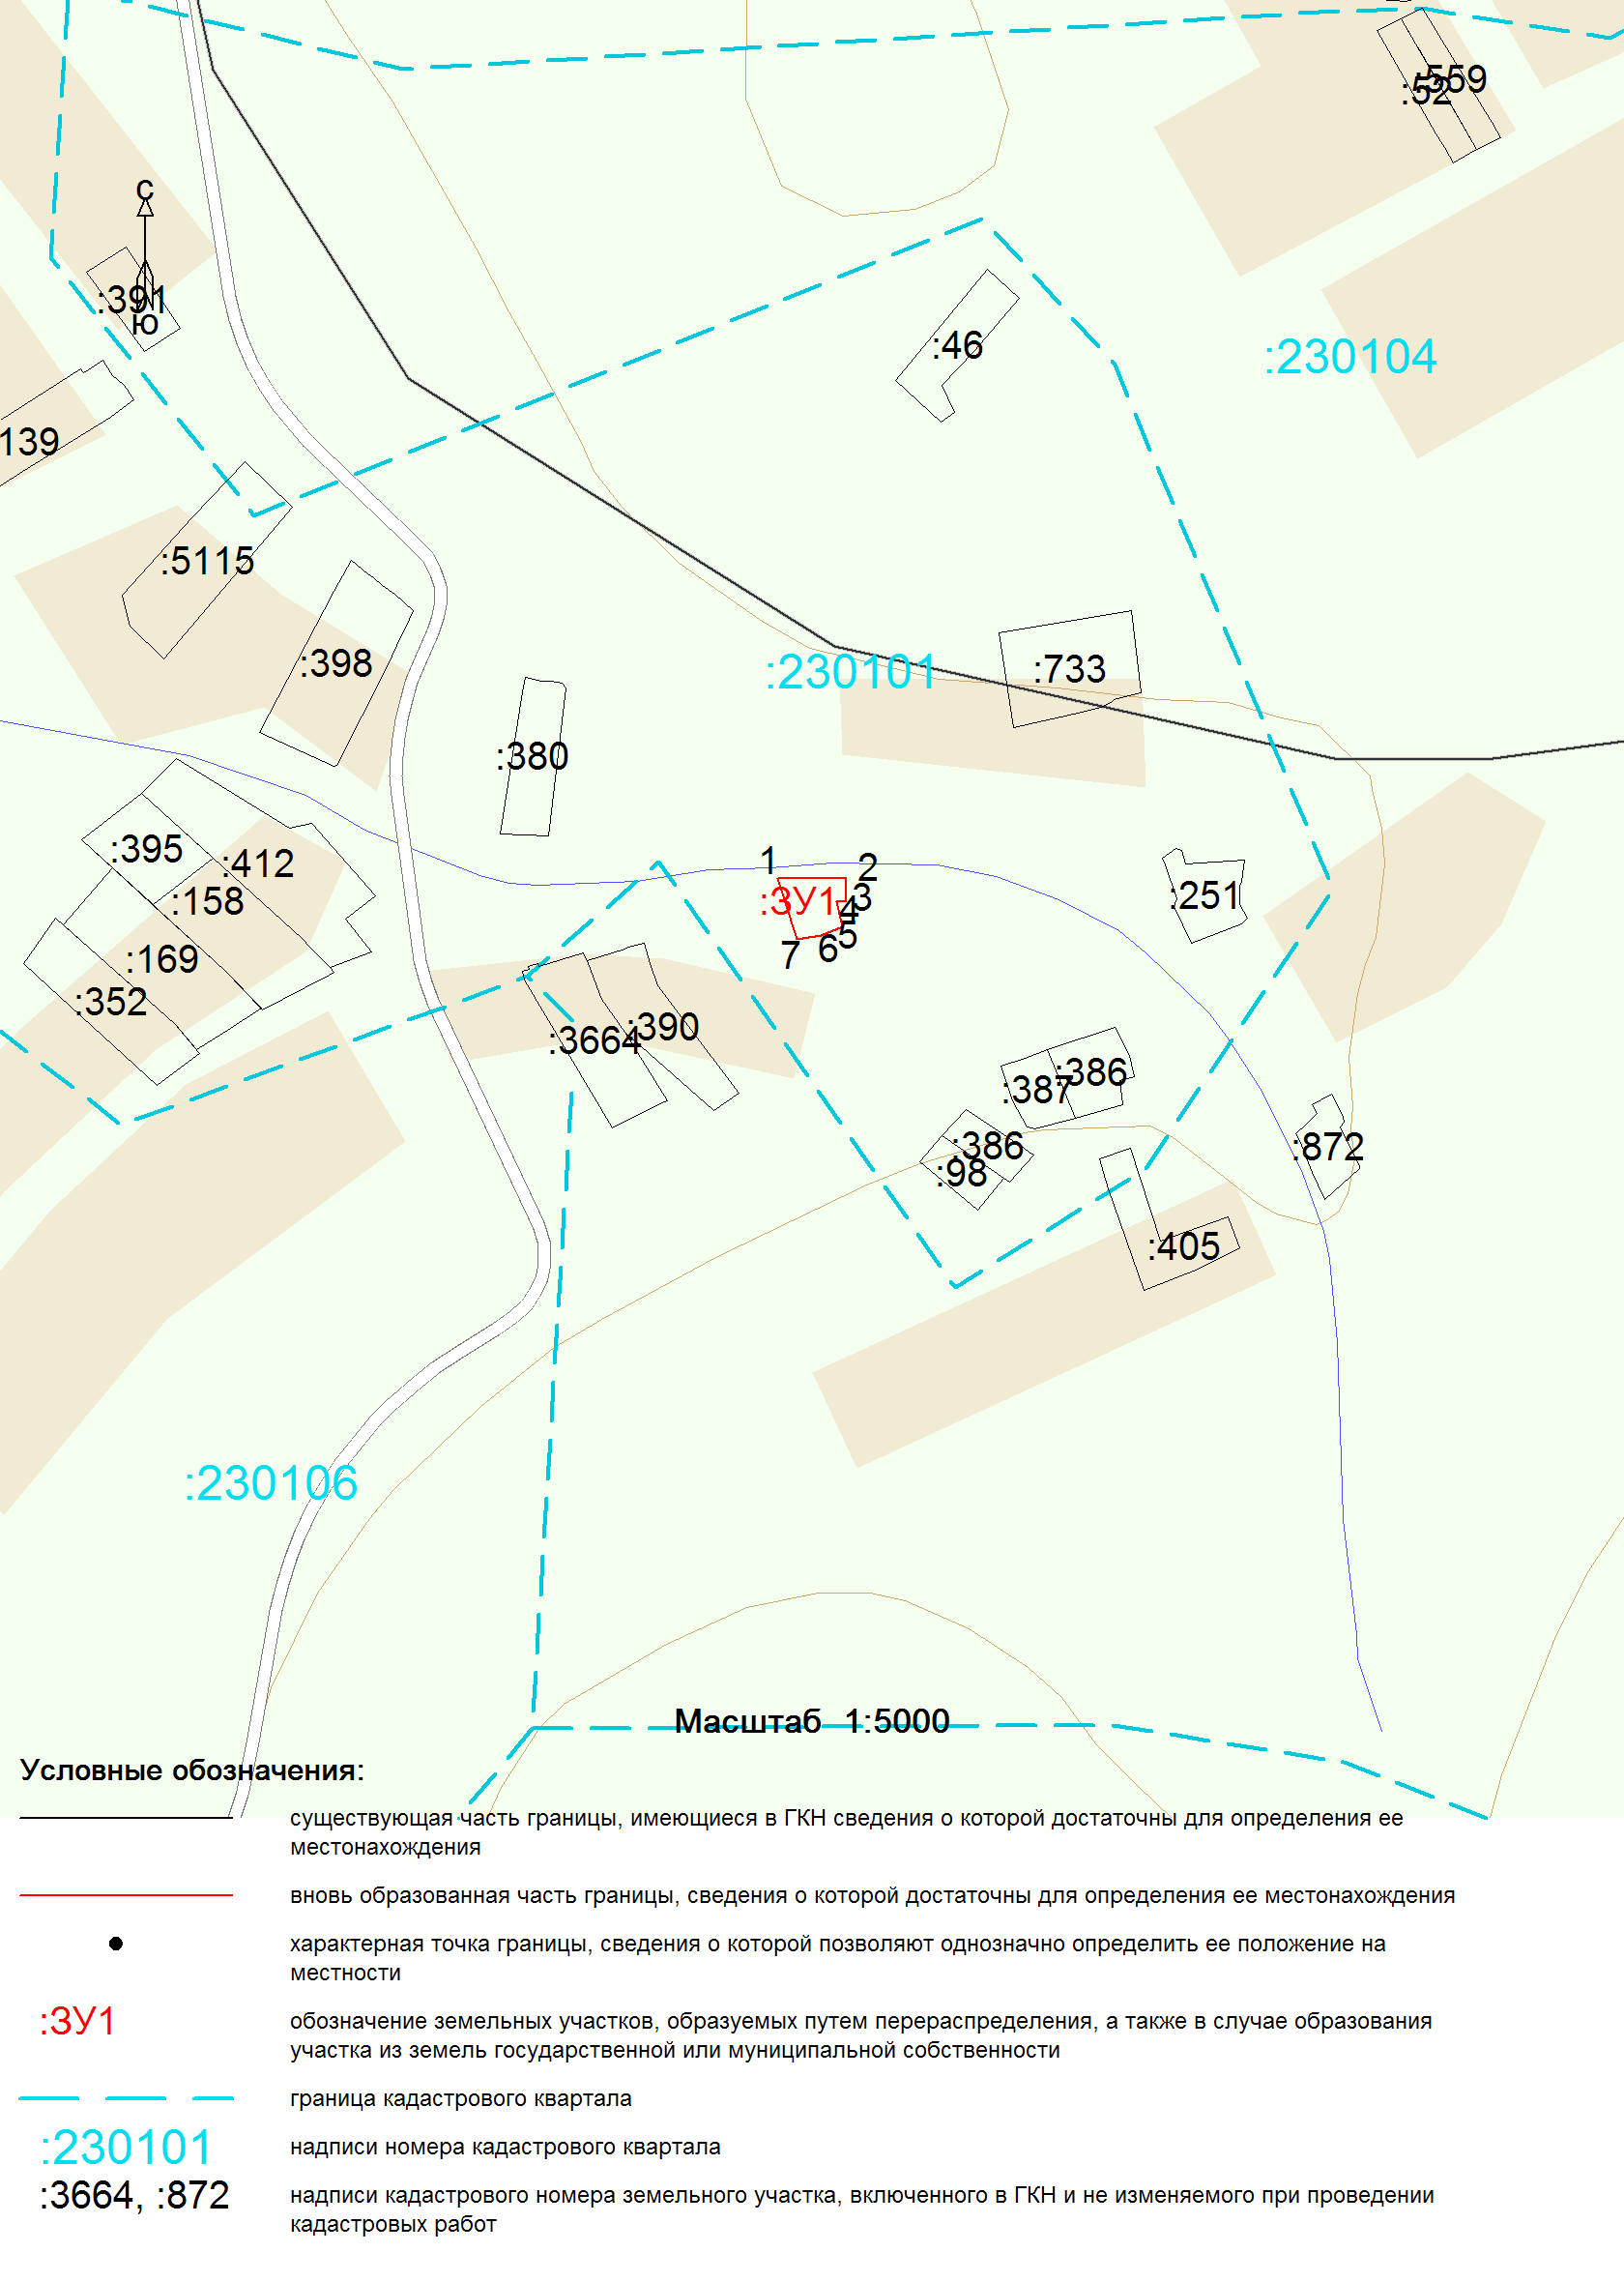 :559
:52
С
:391
Ю
:46
:230104
139
:5115
:398
:733
:230101
:380
:395
:412
1
2
:158
:ЗУ1
3
4
:251
5
6
7
:169
:352
:3664
:390
:387
:386
:386
:98
:872
:405
:230106
Масштаб 1:5000
Условные обозначения:
существующая часть границы, имеющиеся в ГКН сведения о которой достаточны для определения ее
местонахождения
вновь образованная часть границы, сведения о которой достаточны для определения ее местонахождения
характерная точка границы, сведения о которой позволяют однозначно определить ее положение на
местности
:ЗУ1
обозначение земельных участков, образуемых путем перераспределения, а также в случае образования
участка из земель государственной или муниципальной собственности
граница кадастрового квартала
:230101
надписи номера кадастрового квартала
:3664, :872
надписи кадастрового номера земельного участка, включенного в ГКН и не изменяемого при проведении
кадастровых работ